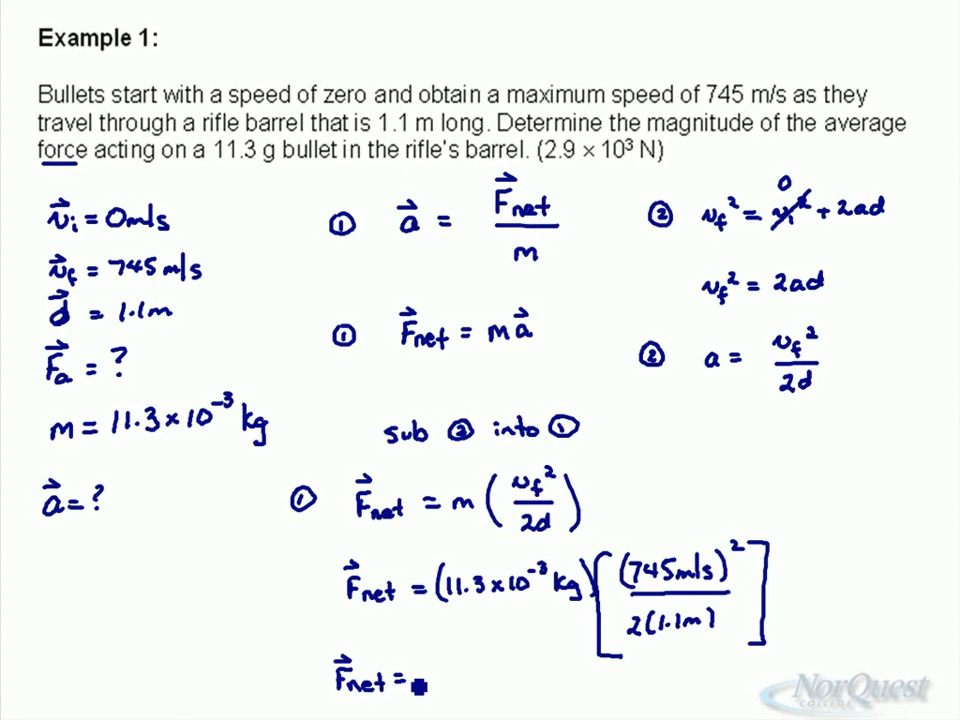 Example 1:
Bullets start with a speed of zero and obtain a maximum speed of 745 m/s as they
travel through a rifle barrel that is 1.1 m long. Determine the magnitude of the average
force acting on a 11.3 g bullet in the rifle's barrel. (2.9 × 10³ N)
v⃗ᵢ = 0m/s
v⃗f = 745 m/s
d⃗ = 1.1m
F⃗a = ?
m = 11.3 × 10⁻³ kg
a⃗ = ?
① a⃗ = F⃗net / m
① F⃗net = ma⃗
② vf² = vᵢ² + 2ad
0
vf² = 2ad
② a = vf² / 2d
sub ② into ①
① F⃗net = m ( vf² / 2d )
F⃗net = (11.3 × 10⁻³ kg) [ (745m/s)² / 2(1.1m) ]
F⃗net =
NorQuest
COLLEGE